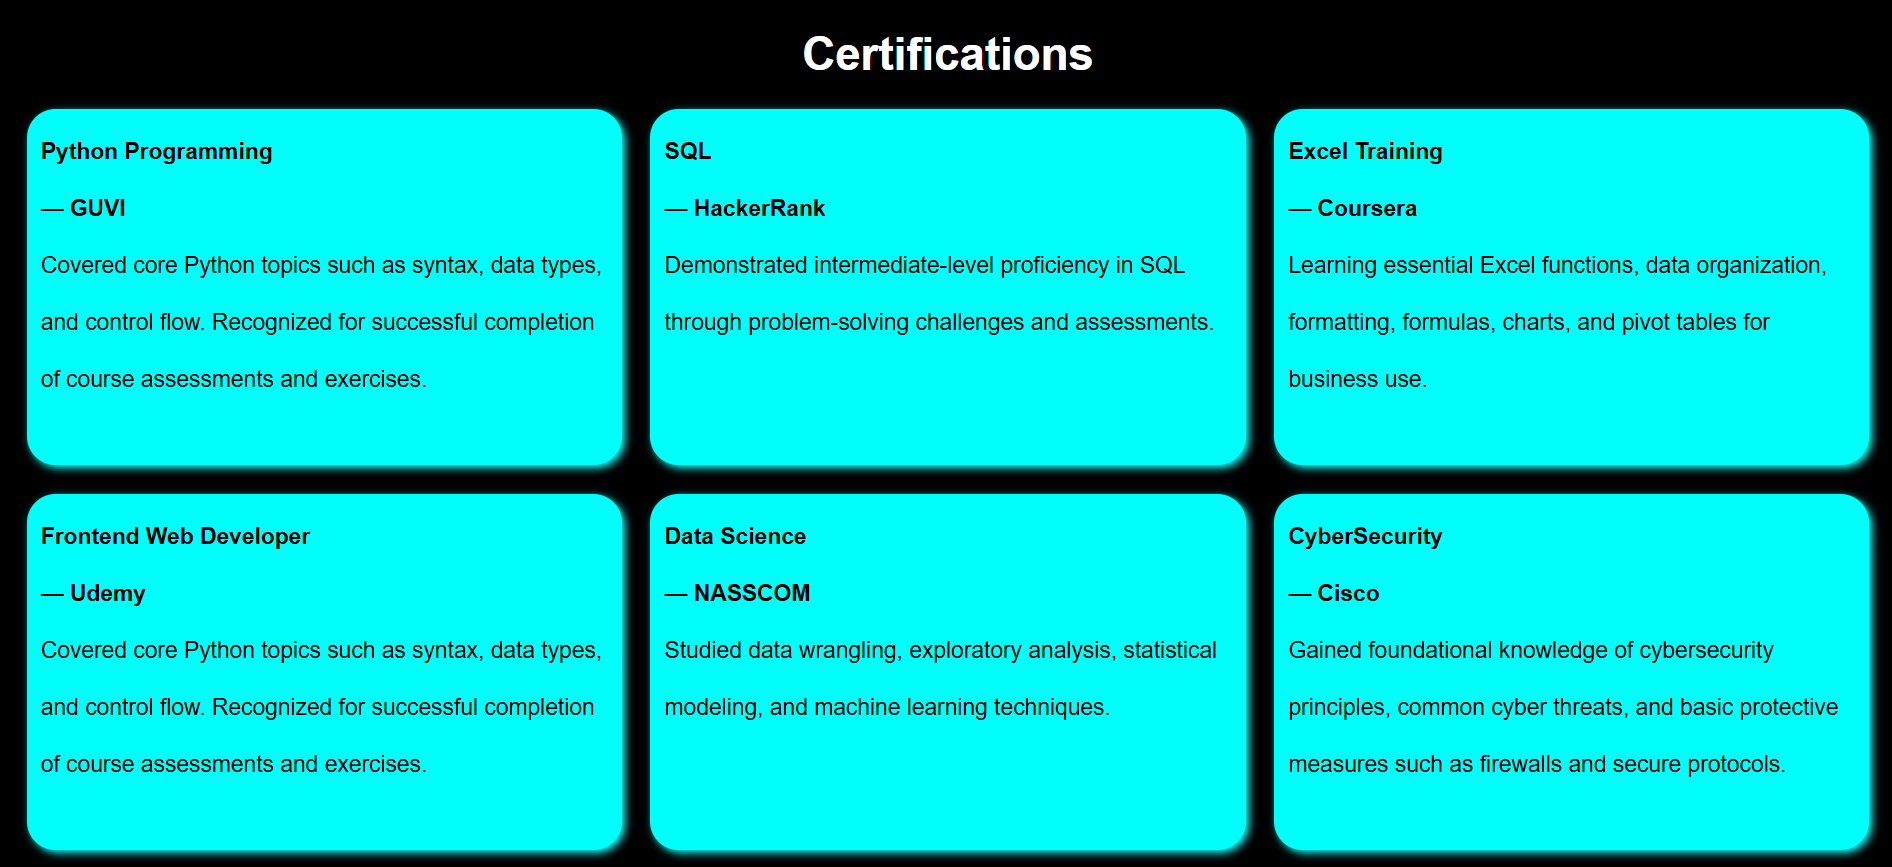 Certifications
Python Programming
— GUVI
Covered core Python topics such as syntax, data types,
and control flow. Recognized for successful completion
of course assessments and exercises.
SQL
— HackerRank
Demonstrated intermediate-level proficiency in SQL
through problem-solving challenges and assessments.
Excel Training
— Coursera
Learning essential Excel functions, data organization,
formatting, formulas, charts, and pivot tables for
business use.
Frontend Web Developer
— Udemy
Covered core Python topics such as syntax, data types,
and control flow. Recognized for successful completion
of course assessments and exercises.
Data Science
— NASSCOM
Studied data wrangling, exploratory analysis, statistical
modeling, and machine learning techniques.
CyberSecurity
— Cisco
Gained foundational knowledge of cybersecurity
principles, common cyber threats, and basic protective
measures such as firewalls and secure protocols.